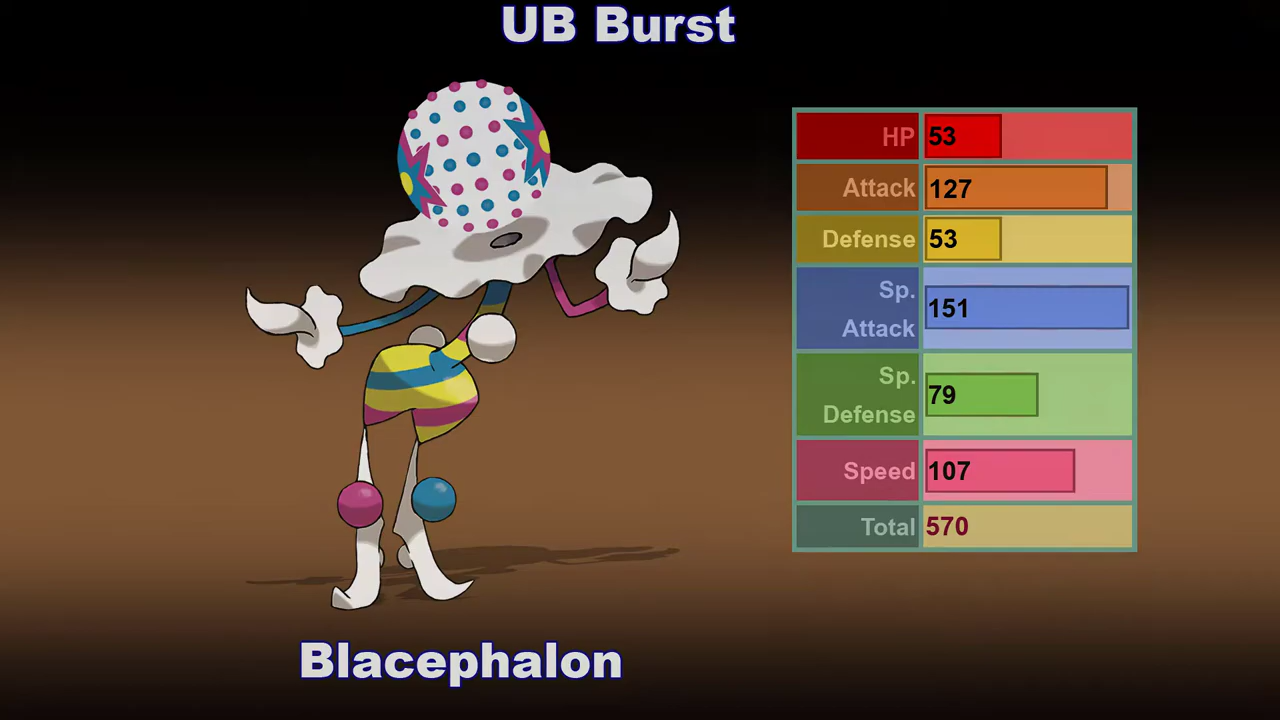 UB Burst
HP 53
Attack 127
Defense 53
Sp.
Attack 151
Sp.
Defense 79
Speed 107
Total 570
Blacephalon